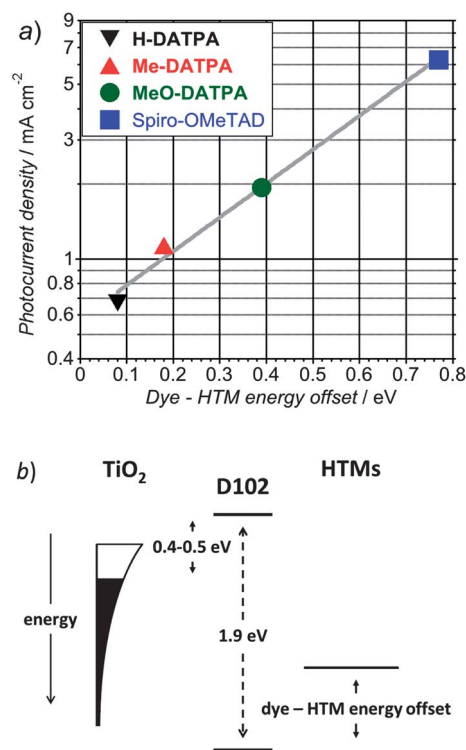 a)
H-DATPA
Me-DATPA
MeO-DATPA
Spiro-OMeTAD
Photocurrent density / mA cm⁻²
9
7
5
3
1
0.8
0.6
0.4
0 0.1 0.2 0.3 0.4 0.5 0.6 0.7 0.8
Dye - HTM energy offset / eV
b)
TiO₂
D102
HTMs
0.4-0.5 eV
energy
1.9 eV
dye – HTM energy offset